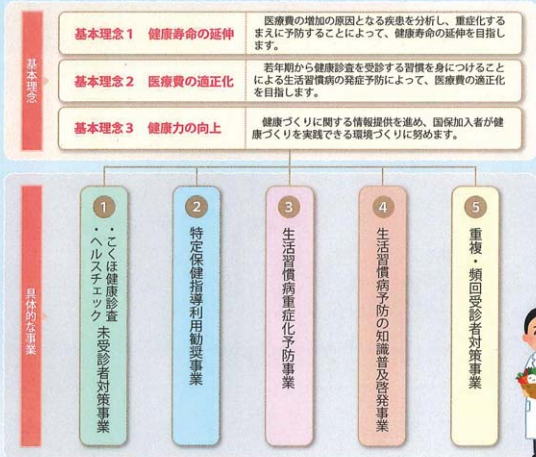 基本理念
基本理念1 健康寿命の延伸
医療費の増加の原因となる疾患を分析し、重症化する
まえに予防することによって、健康寿命の延伸を目指し
ます。
基本理念2 医療費の適正化
若年期から健康診査を受診する習慣を身につけること
による生活習慣病の発症予防によって、医療費の適正化
を目指します。
基本理念3 健康力の向上
健康づくりに関する情報提供を進め、国保加入者が健
康づくりを実践できる環境づくりに努めます。
具体的な事業
1
・こくほ健康診査
・ヘルスチェック 未受診者対策事業
2
特定保健指導利用勧奨事業
3
生活習慣病重症化予防事業
4
生活習慣病予防の知識普及啓発事業
5
重複・頻回受診者対策事業